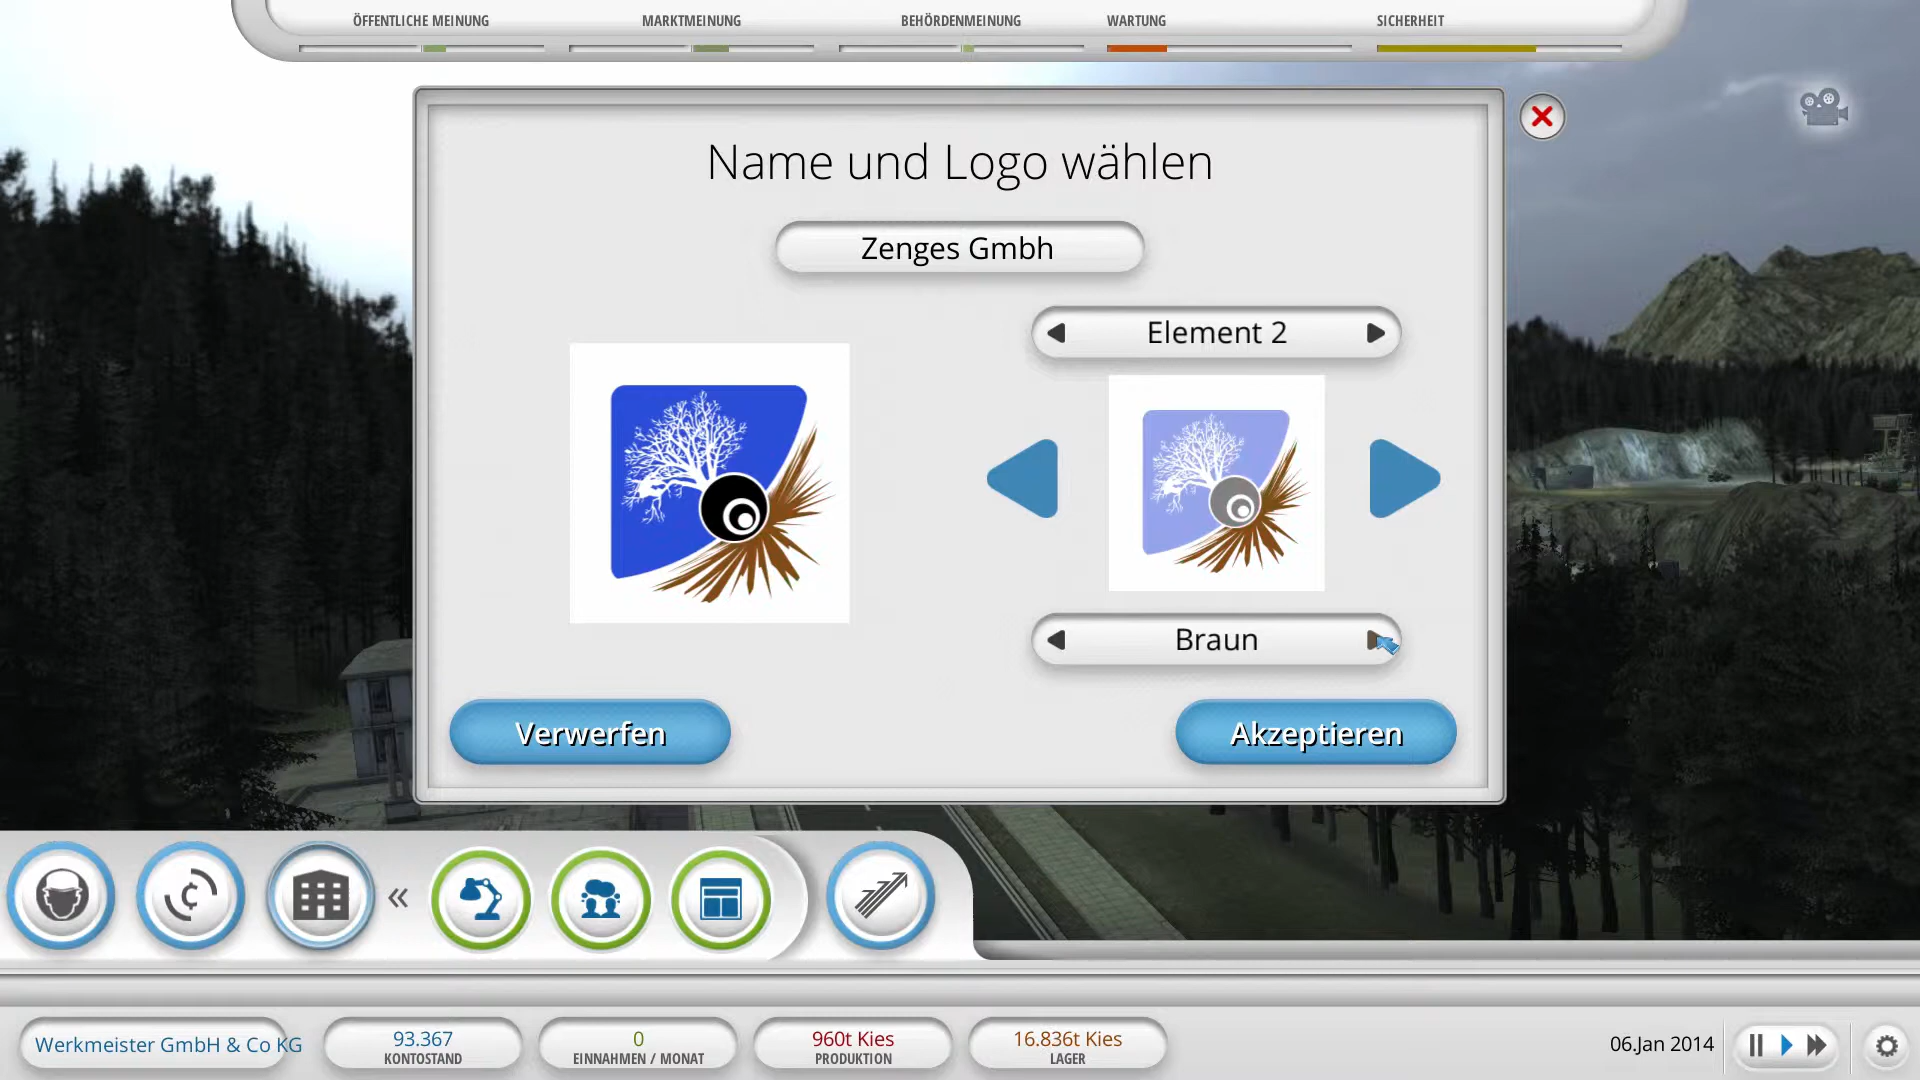 ÖFFENTLICHE MEINUNG
MARKTMEINUNG
BEHÖRDENMEINUNG
WARTUNG
SICHERHEIT
Name und Logo wählen
Zenges Gmbh
Element 2
Braun
Verwerfen
Akzeptieren
Werkmeister GmbH & Co KG
93.367
KONTOSTAND
0
EINNAHMEN / MONAT
960t Kies
PRODUKTION
16.836t Kies
LAGER
06.Jan 2014